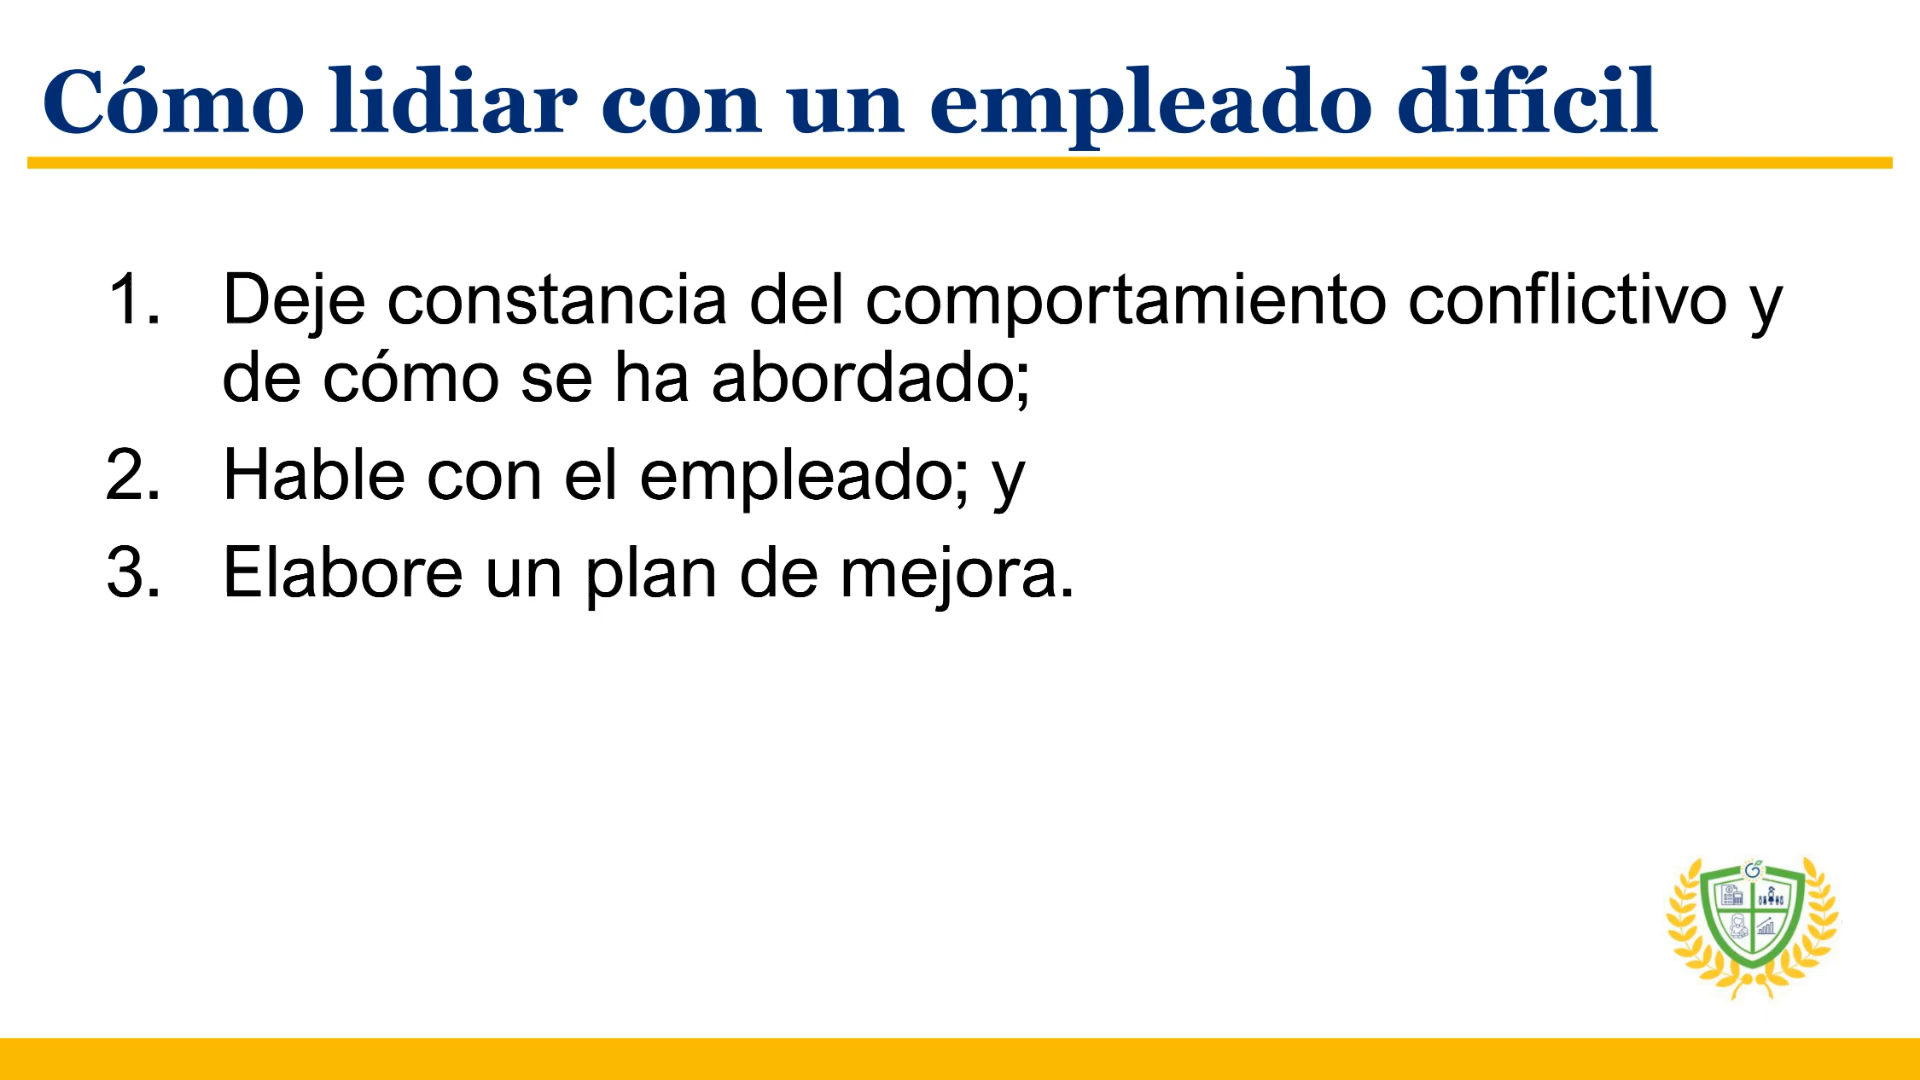 Cómo lidiar con un empleado difícil
1. Deje constancia del comportamiento conflictivo y
de cómo se ha abordado;
2. Hable con el empleado; y
3. Elabore un plan de mejora.